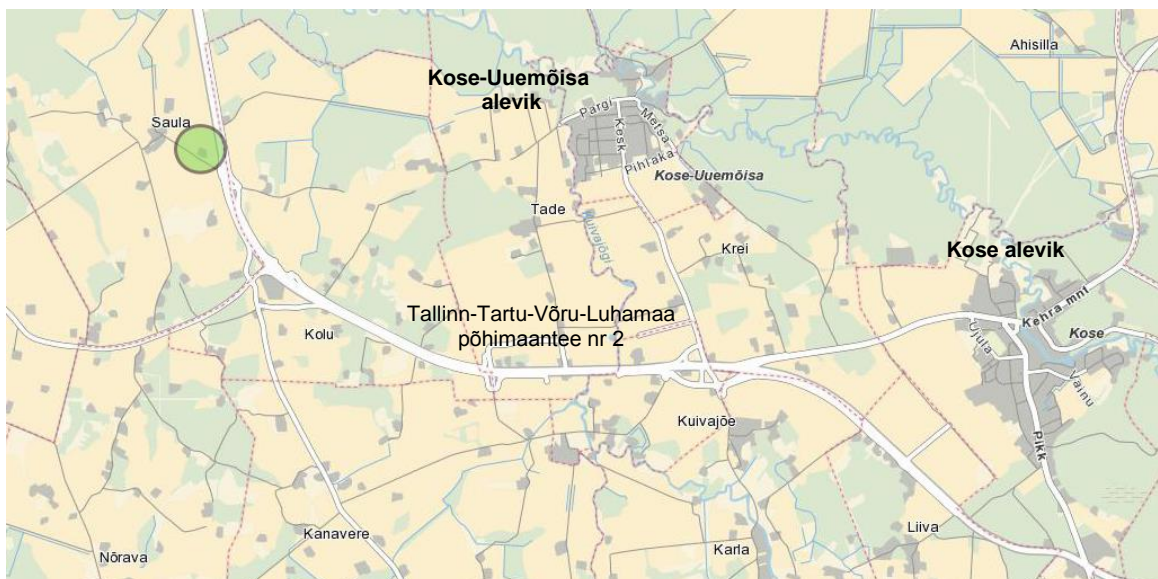 Ahisilla
Kose-Uuemõisa
alevik
Saula
Pargi
Kesk
Metsa
Pihlaka
Kose-Uuemõisa
Tade
Kuivajõgi
Krei
Kose alevik
Kehra mnt
Kose
Ujula
Vainu
Pikk
Tallinn-Tartu-Võru-Luhamaa
põhimaantee nr 2
Kolu
Kuivajõe
Kanavere
Liiva
Karla
Nõrava